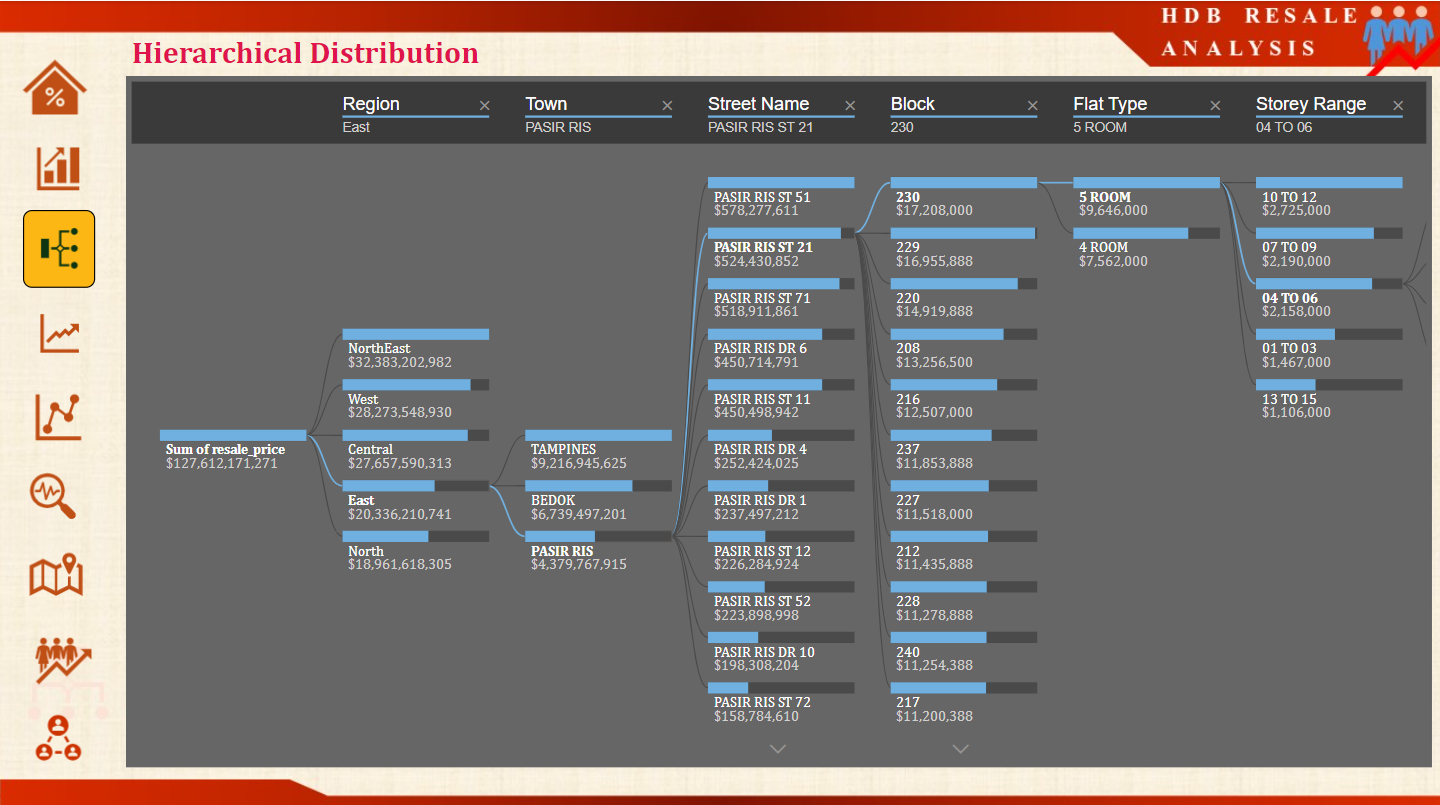 HDB RESALE
ANALYSIS
Hierarchical Distribution
Region
East
Town
PASIR RIS
Street Name
PASIR RIS ST 21
Block
230
Flat Type
5 ROOM
Storey Range
04 TO 06
Sum of resale_price
$127,612,171,271
NorthEast
$32,383,202,982
West
$28,273,548,930
Central
$27,657,590,313
East
$20,336,210,741
North
$18,961,618,305
TAMPINES
$9,216,945,625
BEDOK
$6,739,497,201
PASIR RIS
$4,379,767,915
PASIR RIS ST 51
$578,277,611
PASIR RIS ST 21
$524,430,852
PASIR RIS ST 71
$518,911,861
PASIR RIS DR 6
$450,714,791
PASIR RIS ST 11
$450,498,942
PASIR RIS DR 4
$252,424,025
PASIR RIS DR 1
$237,497,212
PASIR RIS ST 12
$226,284,924
PASIR RIS ST 52
$223,898,998
PASIR RIS DR 10
$198,308,204
PASIR RIS ST 72
$158,784,610
230
$17,208,000
229
$16,955,888
220
$14,919,888
208
$13,256,500
216
$12,507,000
237
$11,853,888
227
$11,518,000
212
$11,435,888
228
$11,278,888
240
$11,254,388
217
$11,200,388
5 ROOM
$9,646,000
4 ROOM
$7,562,000
10 TO 12
$2,725,000
07 TO 09
$2,190,000
04 TO 06
$2,158,000
01 TO 03
$1,467,000
13 TO 15
$1,106,000
%